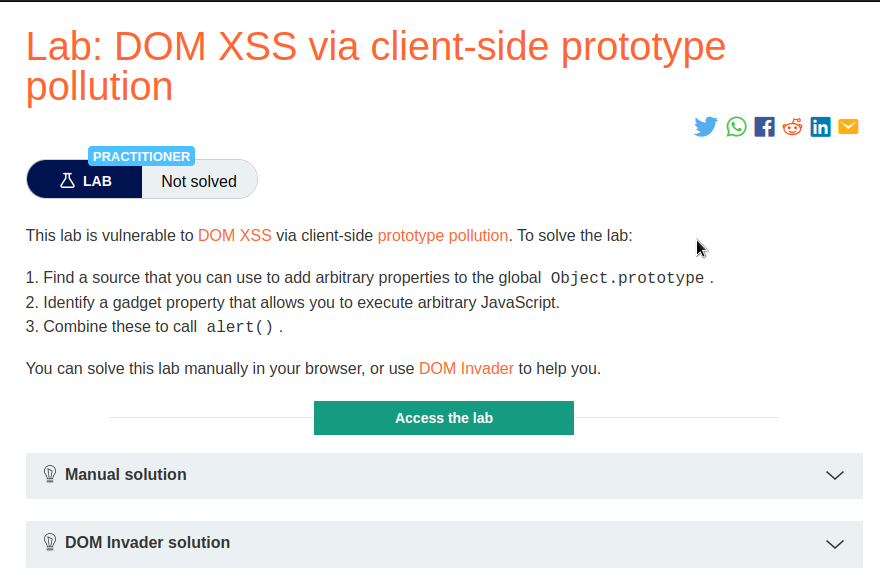 Lab: DOM XSS via client-side prototype
pollution
PRACTITIONER
LAB Not solved
This lab is vulnerable to DOM XSS via client-side prototype pollution. To solve the lab:
1. Find a source that you can use to add arbitrary properties to the global Object.prototype .
2. Identify a gadget property that allows you to execute arbitrary JavaScript.
3. Combine these to call alert() .
You can solve this lab manually in your browser, or use DOM Invader to help you.
Access the lab
Manual solution
DOM Invader solution